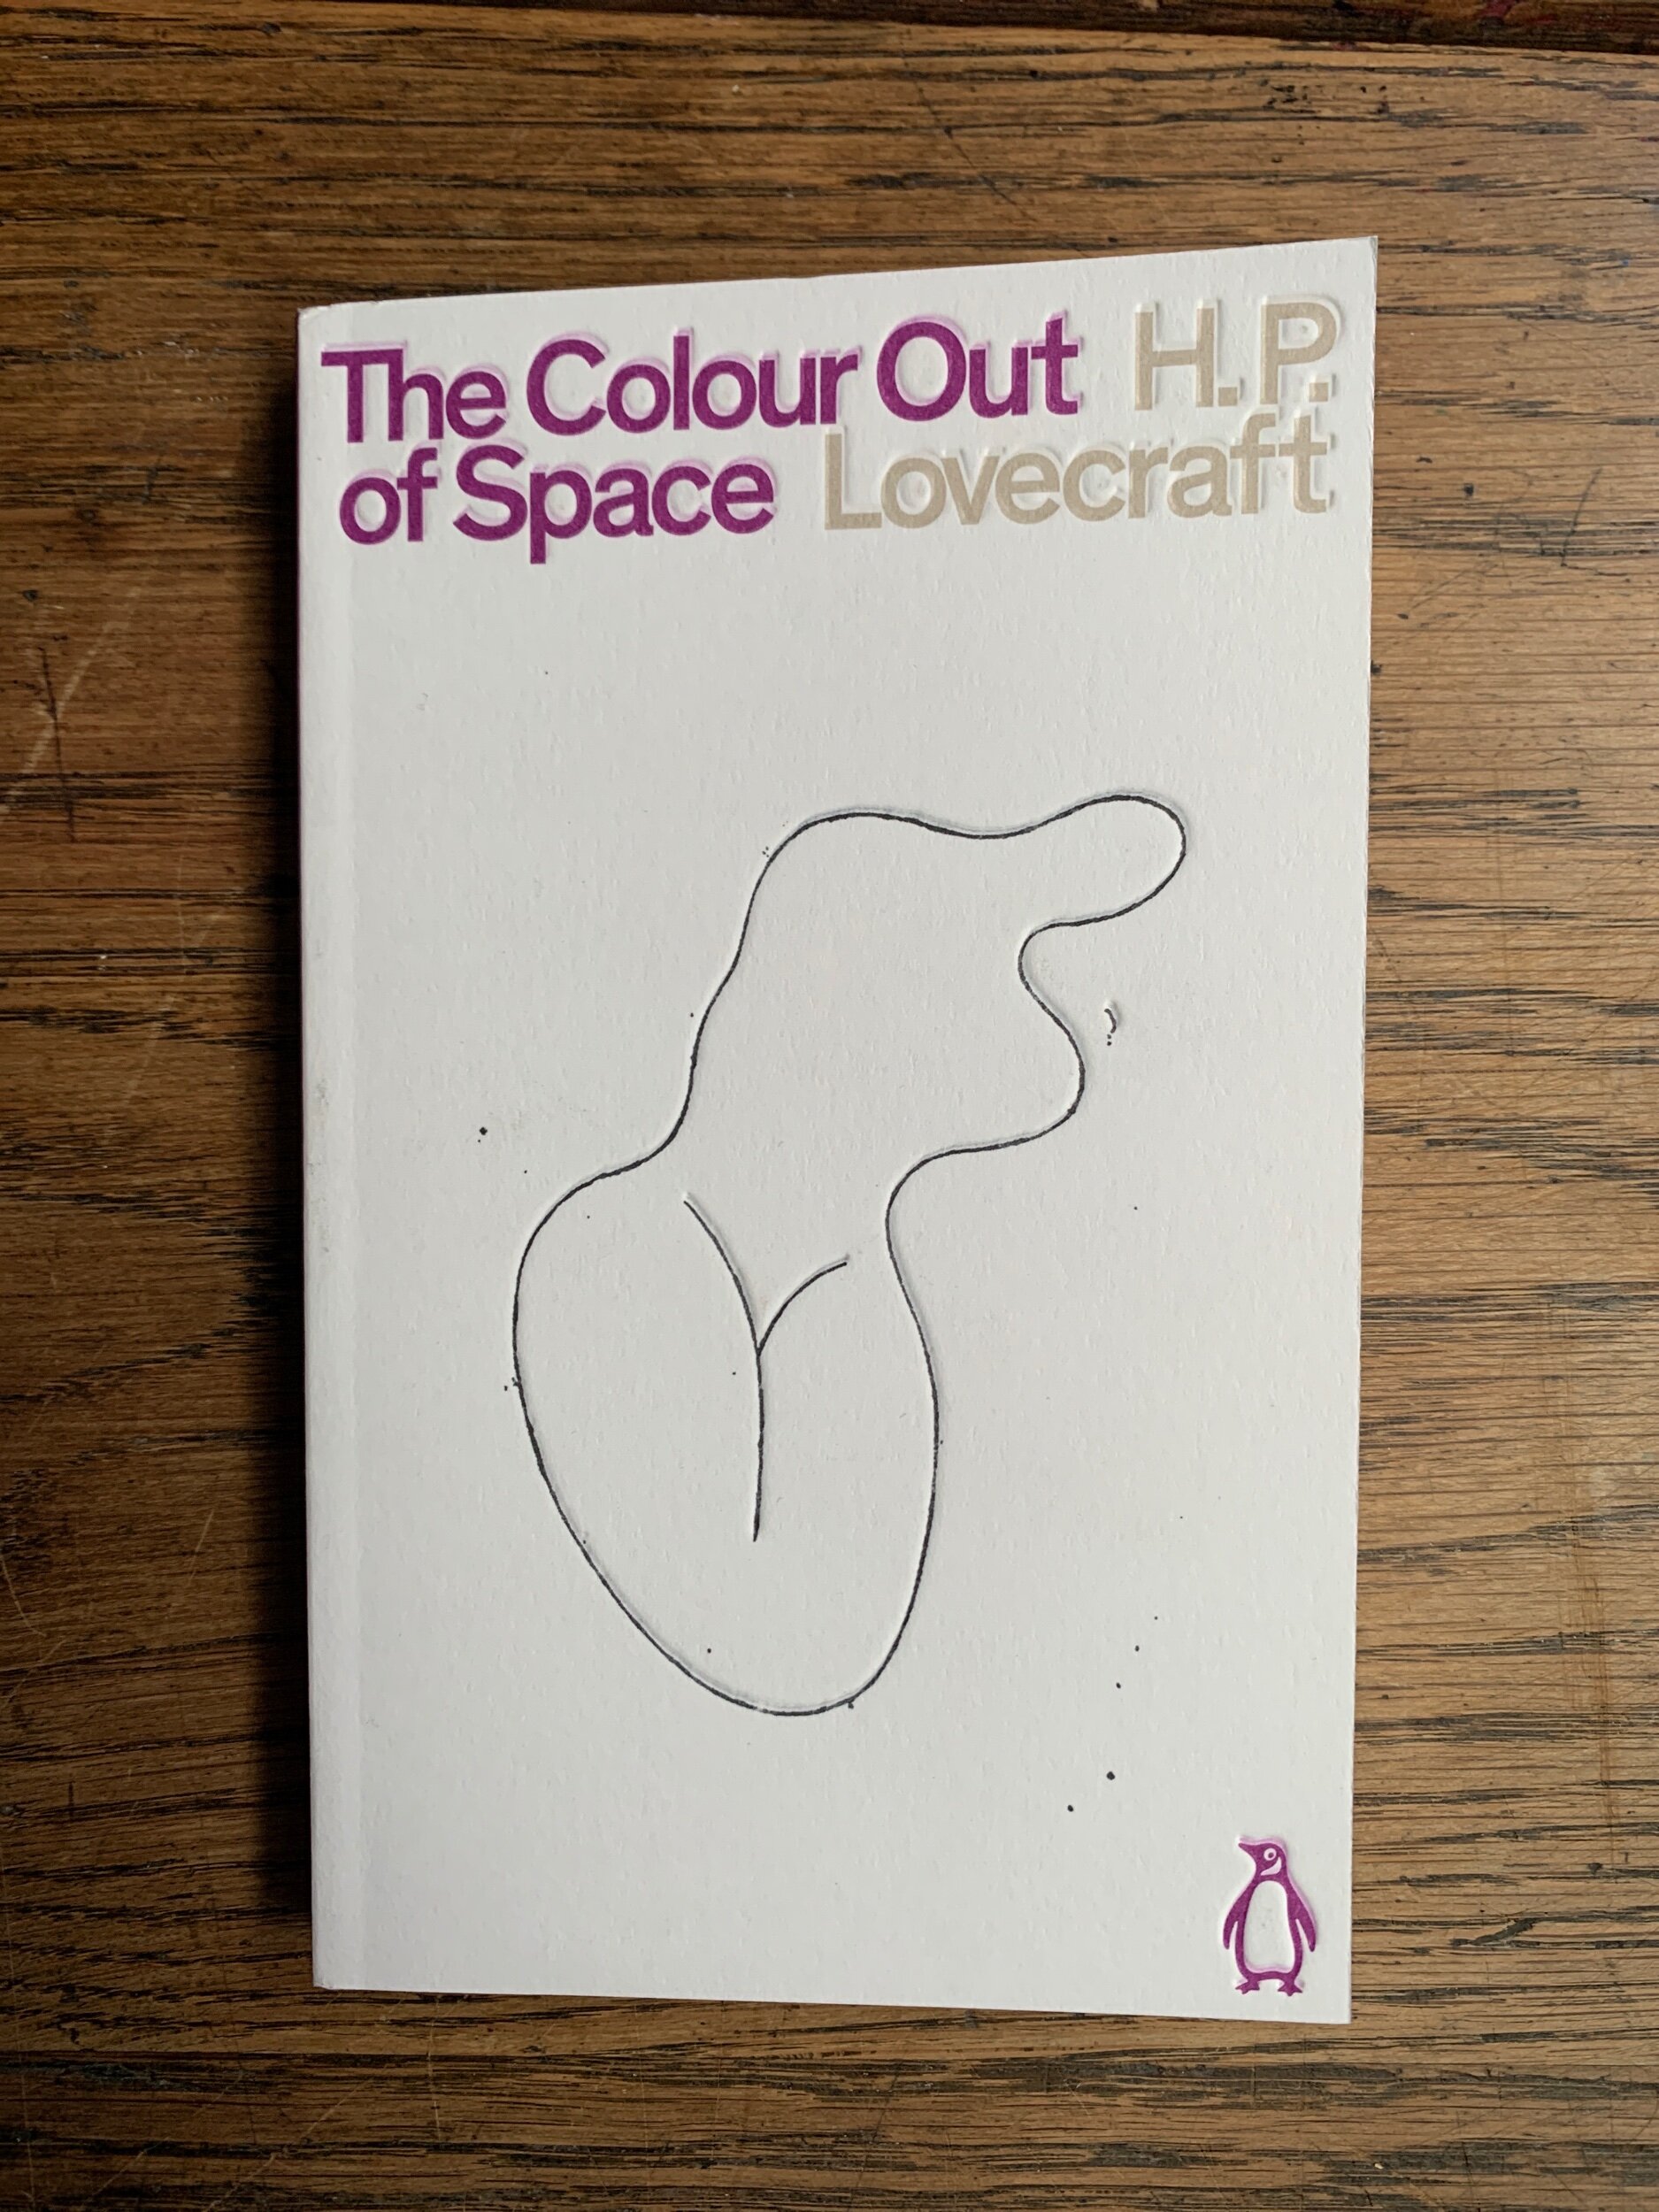 The Colour Out H.P.
of Space Lovecraft